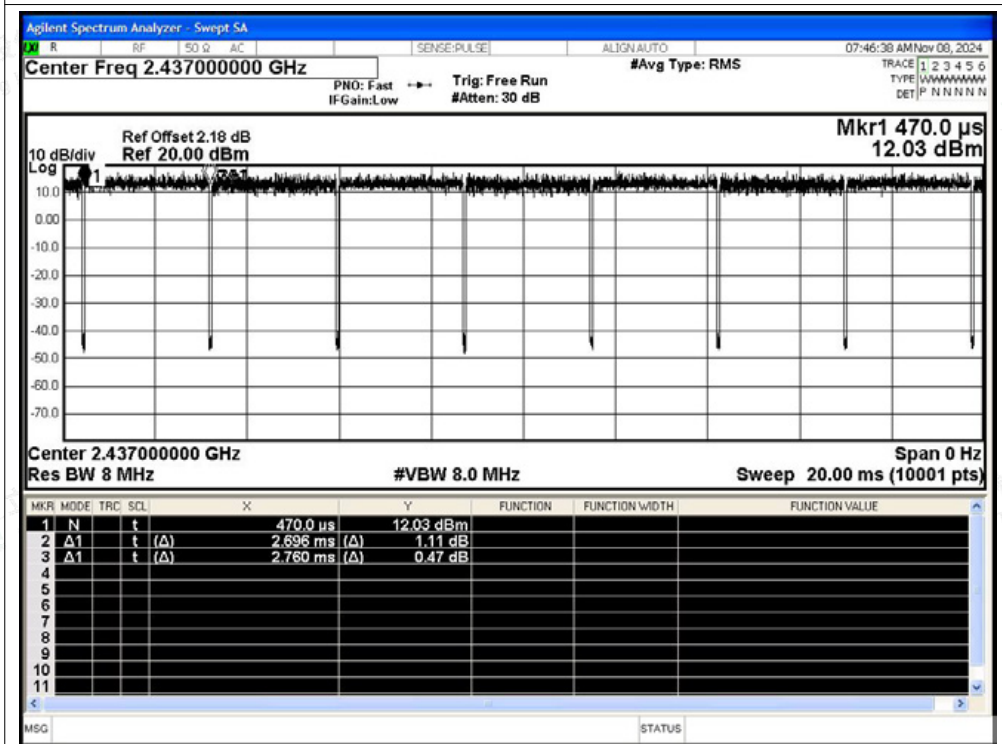 Agilent Spectrum Analyzer - Swept SA
R RF 50 Ω AC SENSE:PULSE ALIGN AUTO 07:46:38 AM Nov 08, 2024
Center Freq 2.437000000 GHz #Avg Type: RMS TRACE 1 2 3 4 5 6
PNO: Fast Trig: Free Run TYPE WWWWWW
IFGain:Low #Atten: 30 dB DET P N N N N N
Mkr1 470.0 µs
12.03 dBm
Ref Offset 2.18 dB
10 dB/div Ref 20.00 dBm
Log
1
10.0
0.00
-10.0
-20.0
-30.0
-40.0
-50.0
-60.0
-70.0
Center 2.437000000 GHz Span 0 Hz
Res BW 8 MHz #VBW 8.0 MHz Sweep 20.00 ms (10001 pts)
MKR MODE TRC SCL X Y FUNCTION FUNCTION WIDTH FUNCTION VALUE
1 N t 470.0 µs 12.03 dBm
2 Δ1 t (Δ) 2.696 ms (Δ) 1.11 dB
3 Δ1 t (Δ) 2.760 ms (Δ) 0.47 dB
4
5
6
7
8
9
10
11
MSG STATUS